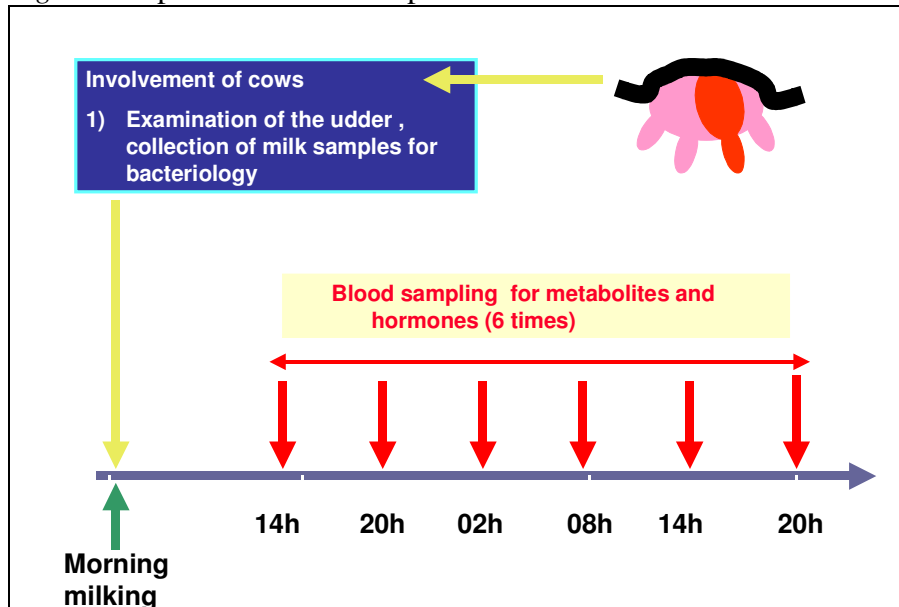 Involvement of cows
1) Examination of the udder ,
collection of milk samples for
bacteriology
Blood sampling for metabolites and
hormones (6 times)
14h 20h 02h 08h 14h 20h
Morning
milking